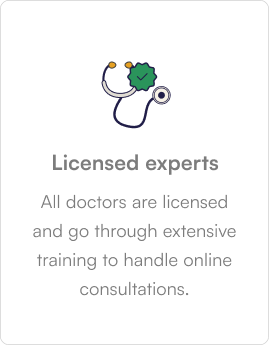 Licensed experts
All doctors are licensed
and go through extensive
training to handle online
consultations.